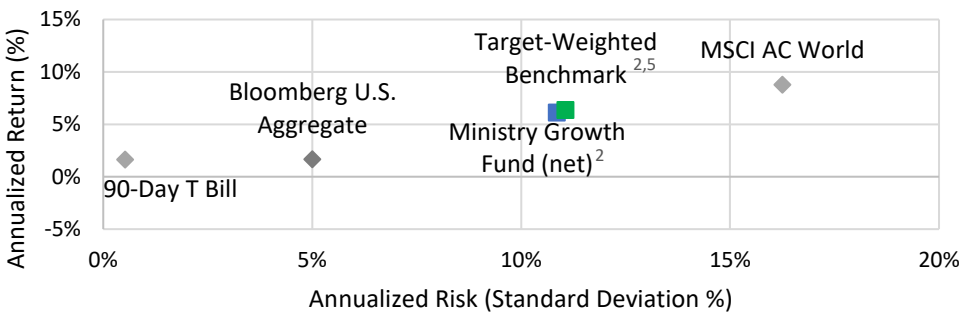 Annualized Return (%)
15%
10%
5%
0%
-5%
Target-Weighted
Benchmark 2,5
MSCI AC World
Bloomberg U.S.
Aggregate
Ministry Growth
Fund (net)2
90-Day T Bill
0%
5%
10%
15%
20%
Annualized Risk (Standard Deviation %)